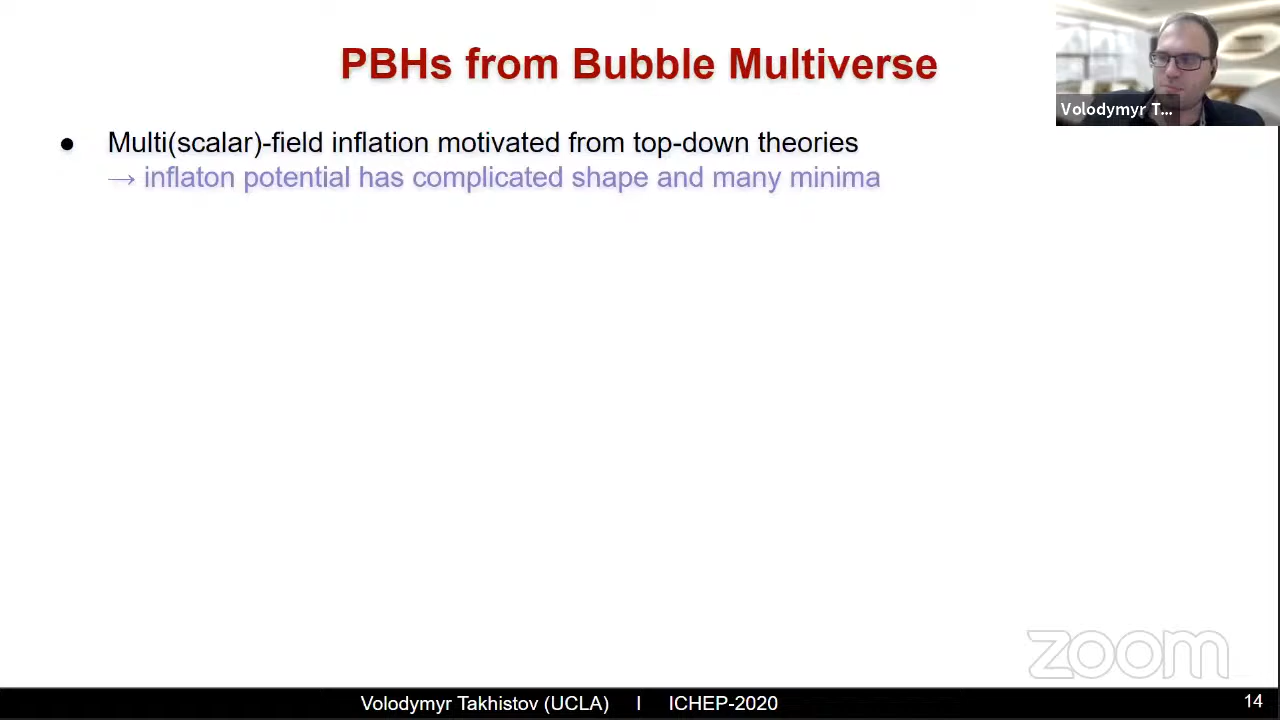 PBHs from Bubble Multiverse
Volodymyr T...
● Multi(scalar)-field inflation motivated from top-down theories
→ inflaton potential has complicated shape and many minima
zoom
Volodymyr Takhistov (UCLA) I ICHEP-2020
14